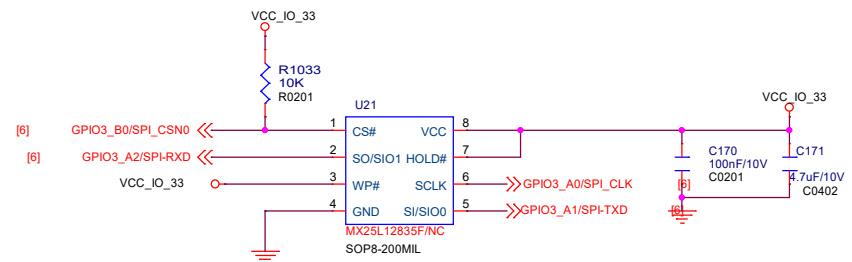 VCC_IO_33
R1033
10K
R0201
U21
VCC_IO_33
[6] GPIO3_B0/SPI_CSN0
1 CS# VCC 8
[6] GPIO3_A2/SPI-RXD
2 SO/SIO1 HOLD# 7
C170
100nF/10V
C0201
C171
4.7uF/10V
C0402
VCC_IO_33
3 WP# SCLK 6
GPIO3_A0/SPI_CLK [6]
4 GND SI/SIO0 5
GPIO3_A1/SPI-TXD [6]
MX25L12835F/NC
SOP8-200MIL